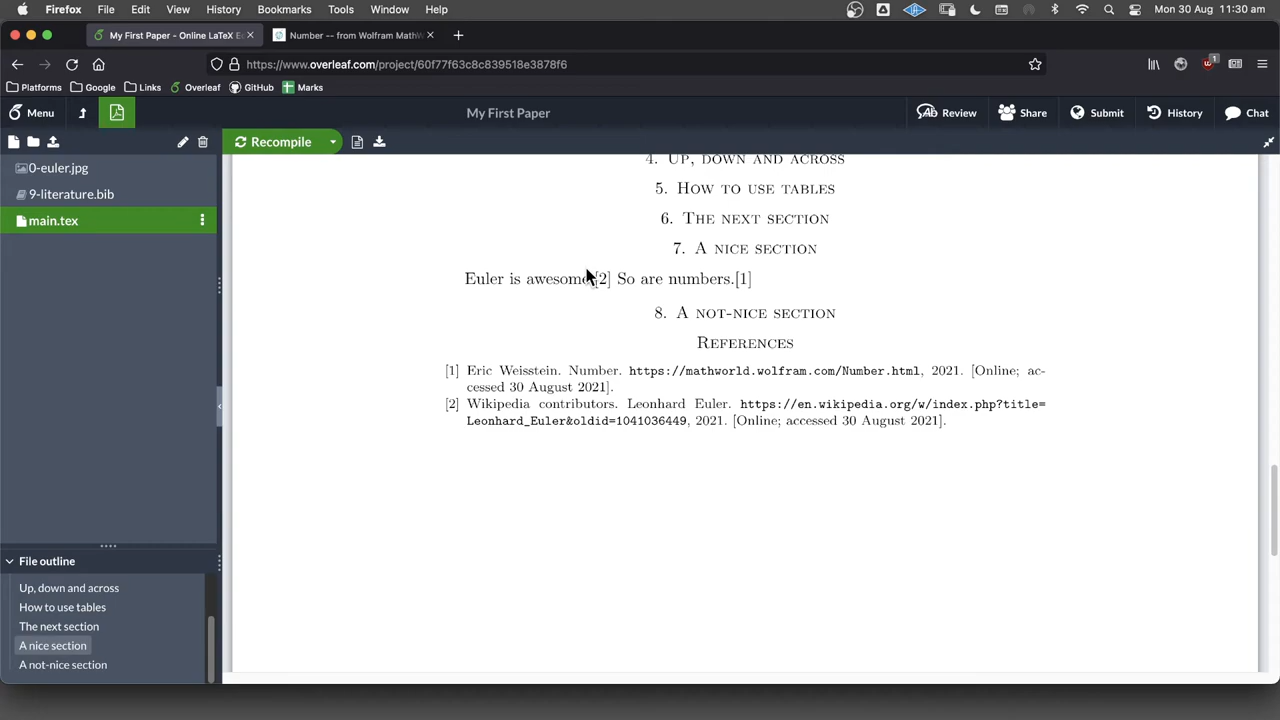 Firefox File Edit View History Bookmarks Tools Window Help Mon 30 Aug 11:30 am
My First Paper - Online LaTeX E Number -- from Wolfram MathW
https://www.overleaf.com/project/60f77f63c8c839518e3878f6
Platforms Google Links Overleaf GitHub Marks
Menu My First Paper Review Share Submit History Chat
Recompile
0-euler.jpg
9-literature.bib
main.tex
File outline
Up, down and across
How to use tables
The next section
A nice section
A not-nice section
4. Up, down and across
5. How to use tables
6. The next section
7. A nice section
Euler is awesome.[2] So are numbers.[1]
8. A not-nice section
References
[1] Eric Weisstein. Number. https://mathworld.wolfram.com/Number.html, 2021. [Online; ac-
cessed 30 August 2021].
[2] Wikipedia contributors. Leonhard Euler. https://en.wikipedia.org/w/index.php?title=
Leonhard_Euler&oldid=1041036449, 2021. [Online; accessed 30 August 2021].